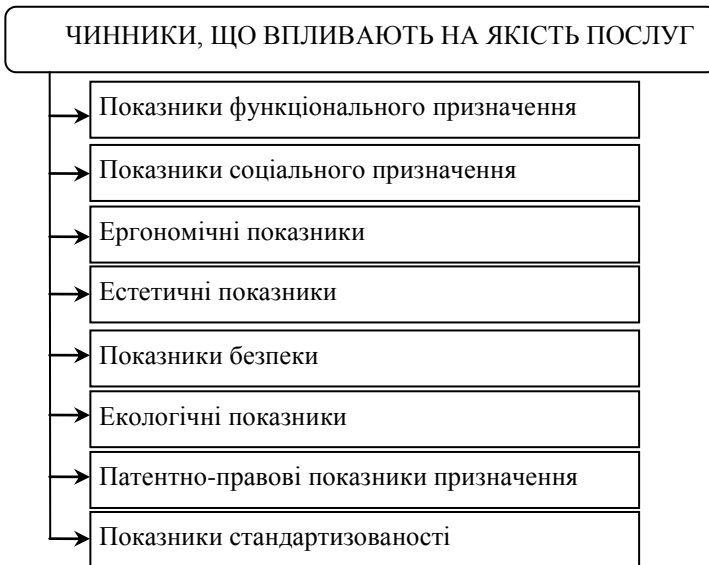 ЧИННИКИ, ЩО ВПЛИВАЮТЬ НА ЯКІСТЬ ПОСЛУГ
Показники функціонального призначення
Показники соціального призначення
Ергономічні показники
Естетичні показники
Показники безпеки
Екологічні показники
Патентно-правові показники призначення
Показники стандартизованості